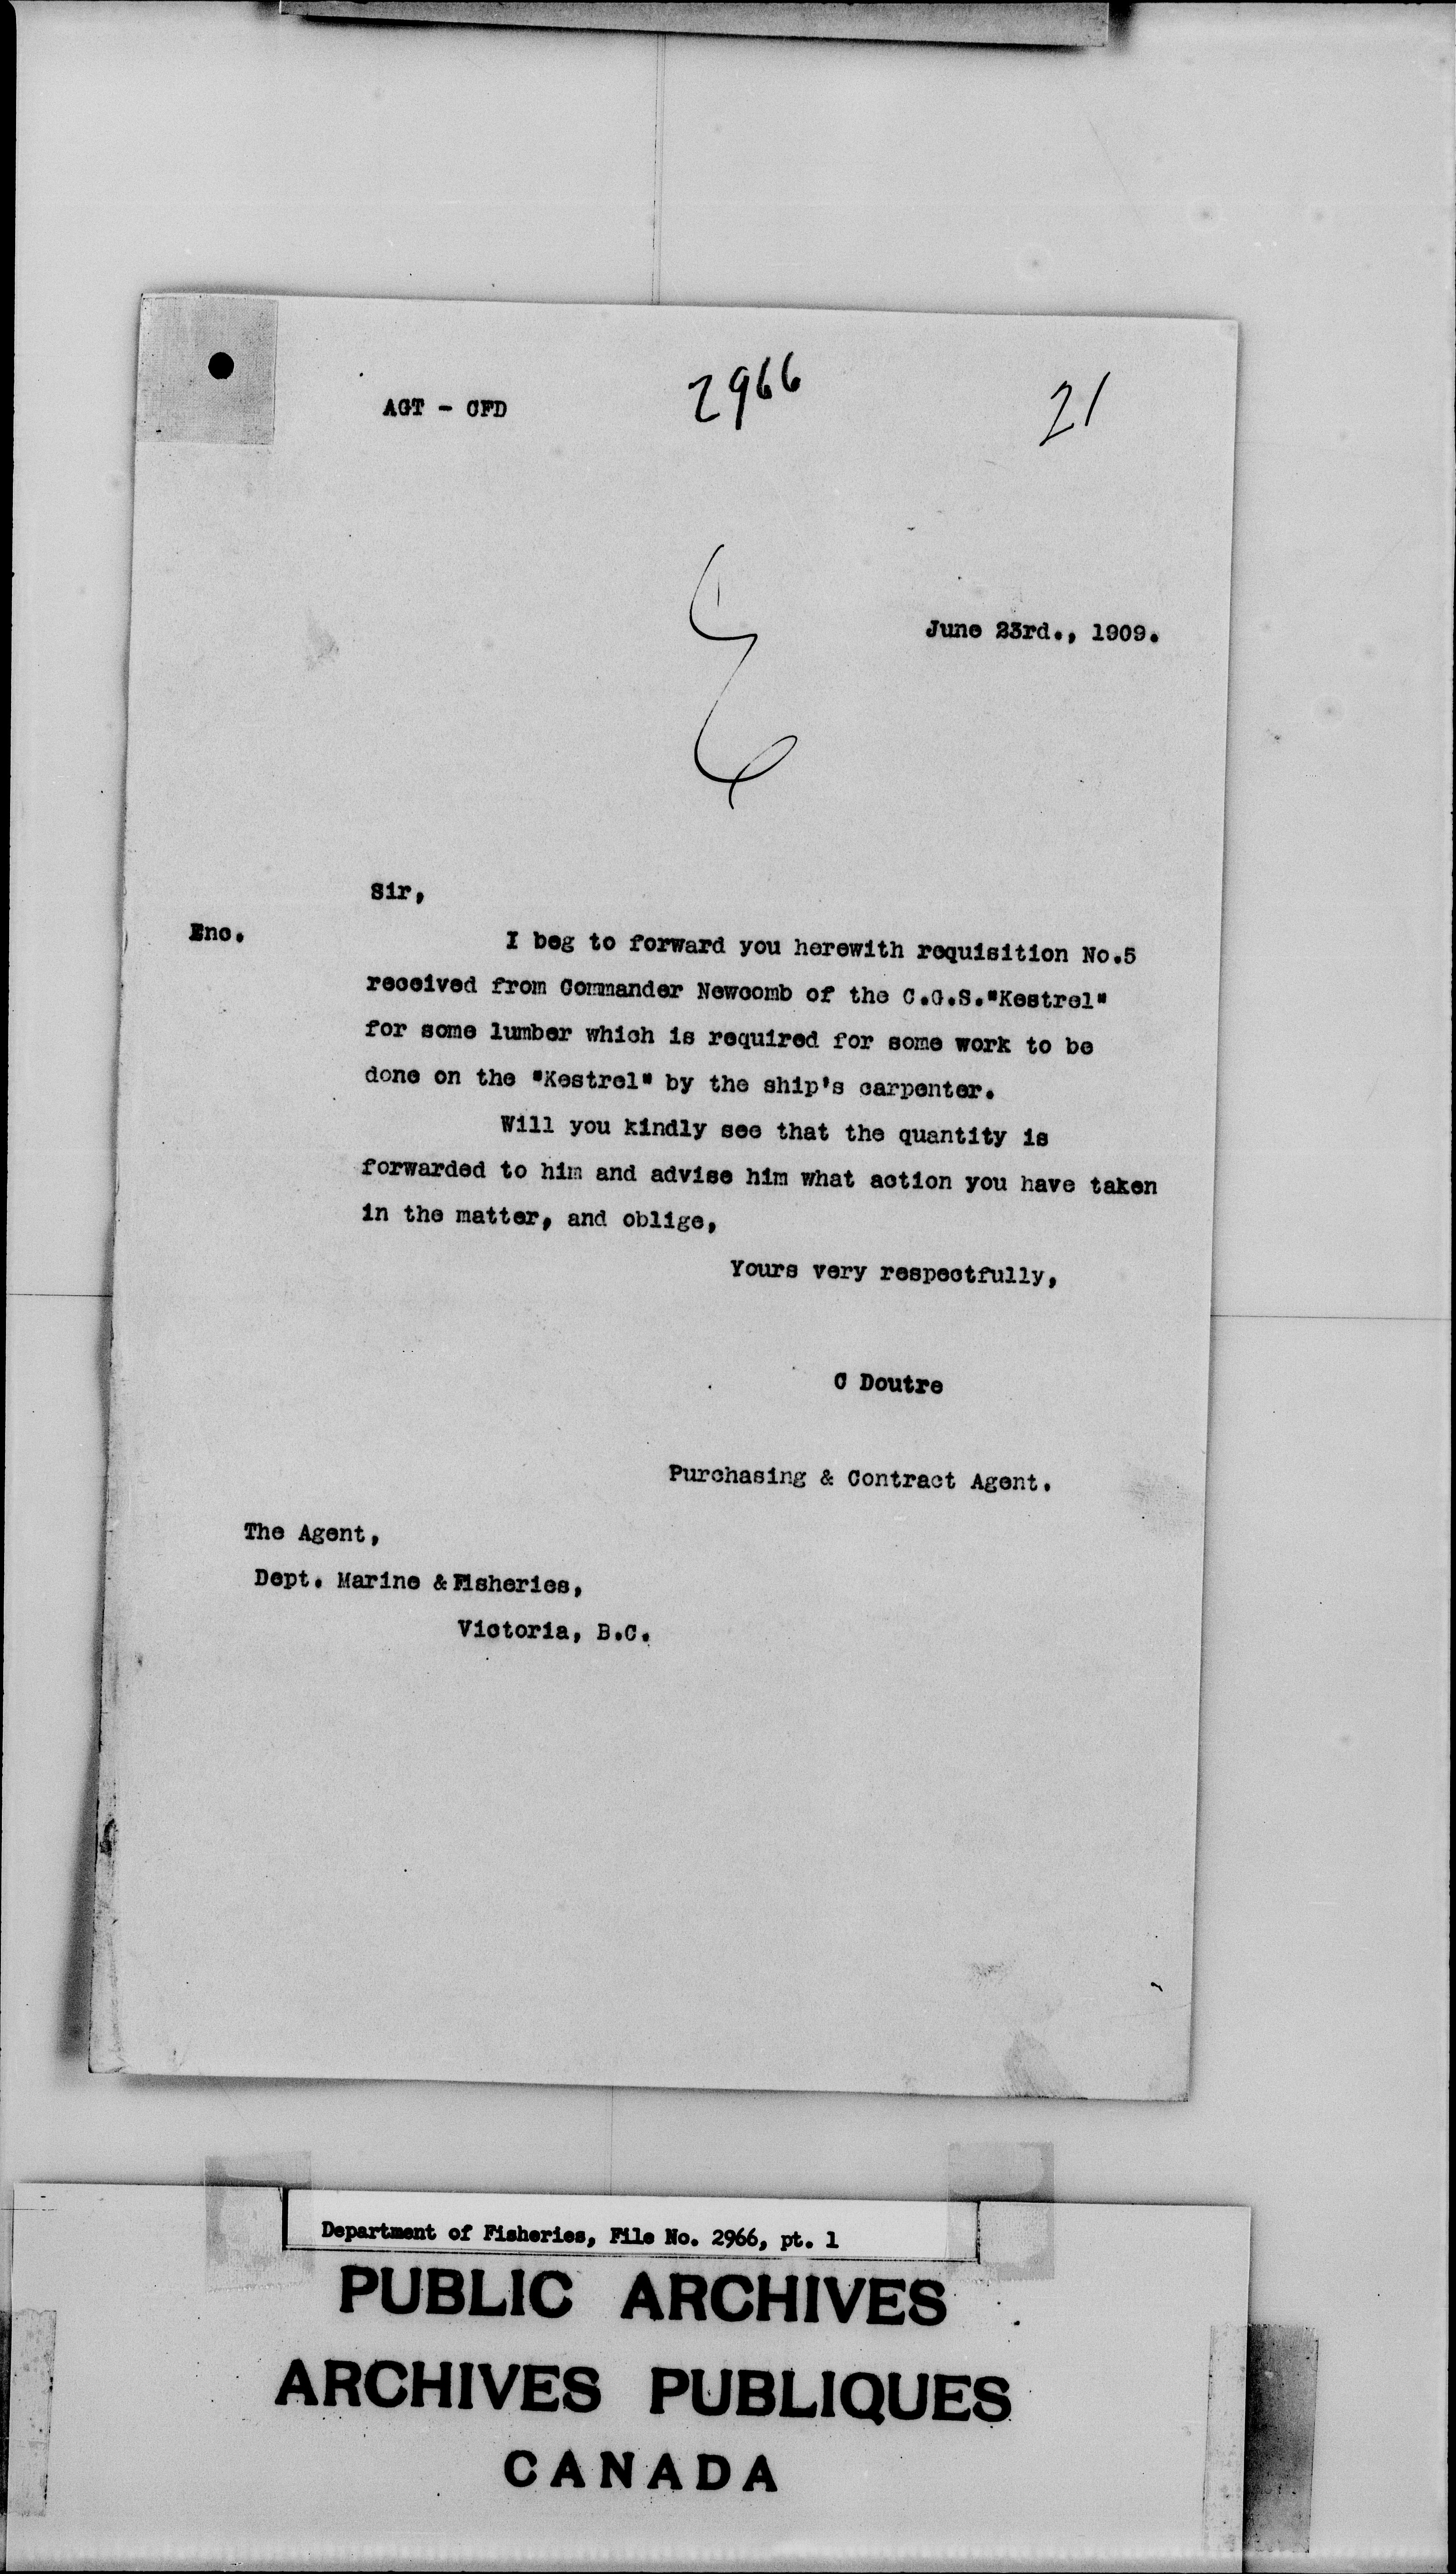 AGT - CFD
2966
21
June 23rd., 1909.
Sir,
Enc.
I beg to forward you herewith requisition No.5
received from Commander Newcomb of the C.G.S."Kestrel"
for some lumber which is required for some work to be
done on the "Kestrel" by the ship's carpenter.
Will you kindly see that the quantity is
forwarded to him and advise him what action you have taken
in the matter, and oblige,
Yours very respectfully,
C Doutre
Purchasing & Contract Agent.
The Agent,
Dept. Marine & Fisheries,
Victoria, B.C.
Department of Fisheries, File No. 2966, pt. 1
PUBLIC ARCHIVES
ARCHIVES PUBLIQUES
CANADA